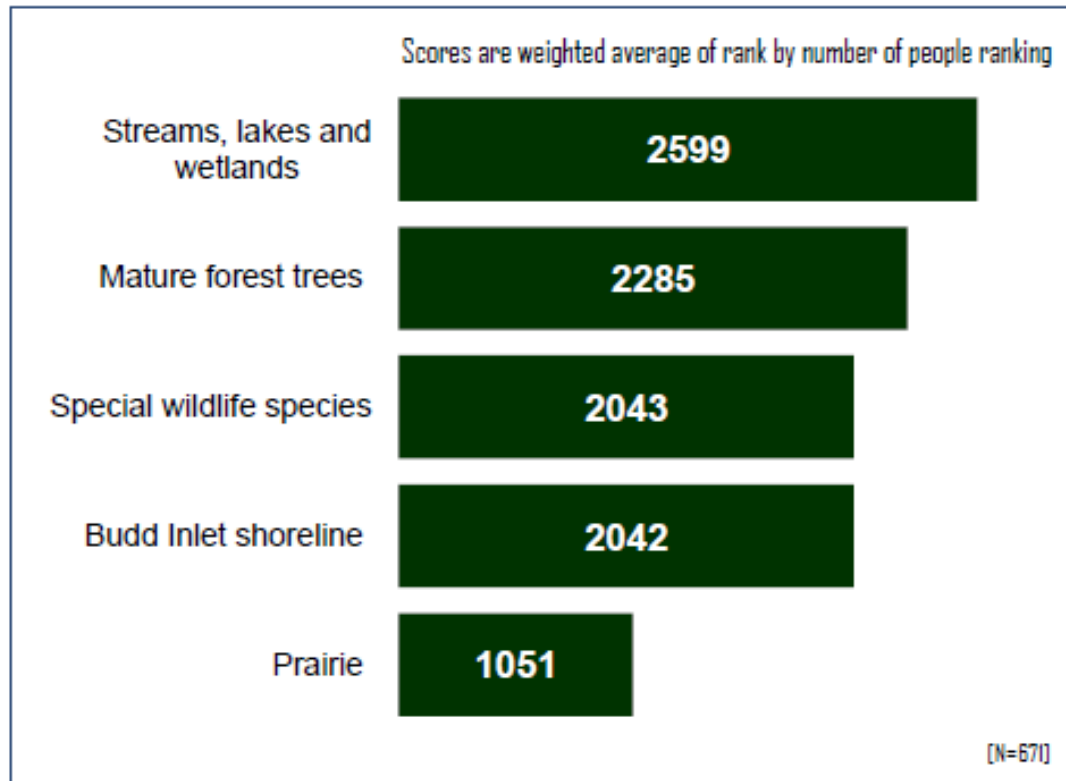 Scores are weighted average of rank by number of people ranking
Streams, lakes and
wetlands
2599
Mature forest trees
2285
Special wildlife species
2043
Budd Inlet shoreline
2042
Prairie
1051
[N=671]